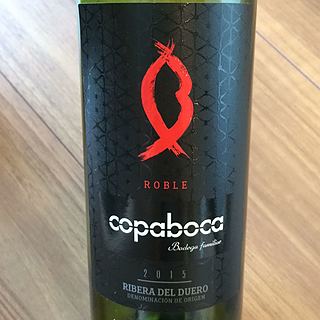 ROBLE
copaboca
Bodega familiar
2015
RIBERA DEL DUERO
DENOMINACIÓN DE ORIGEN